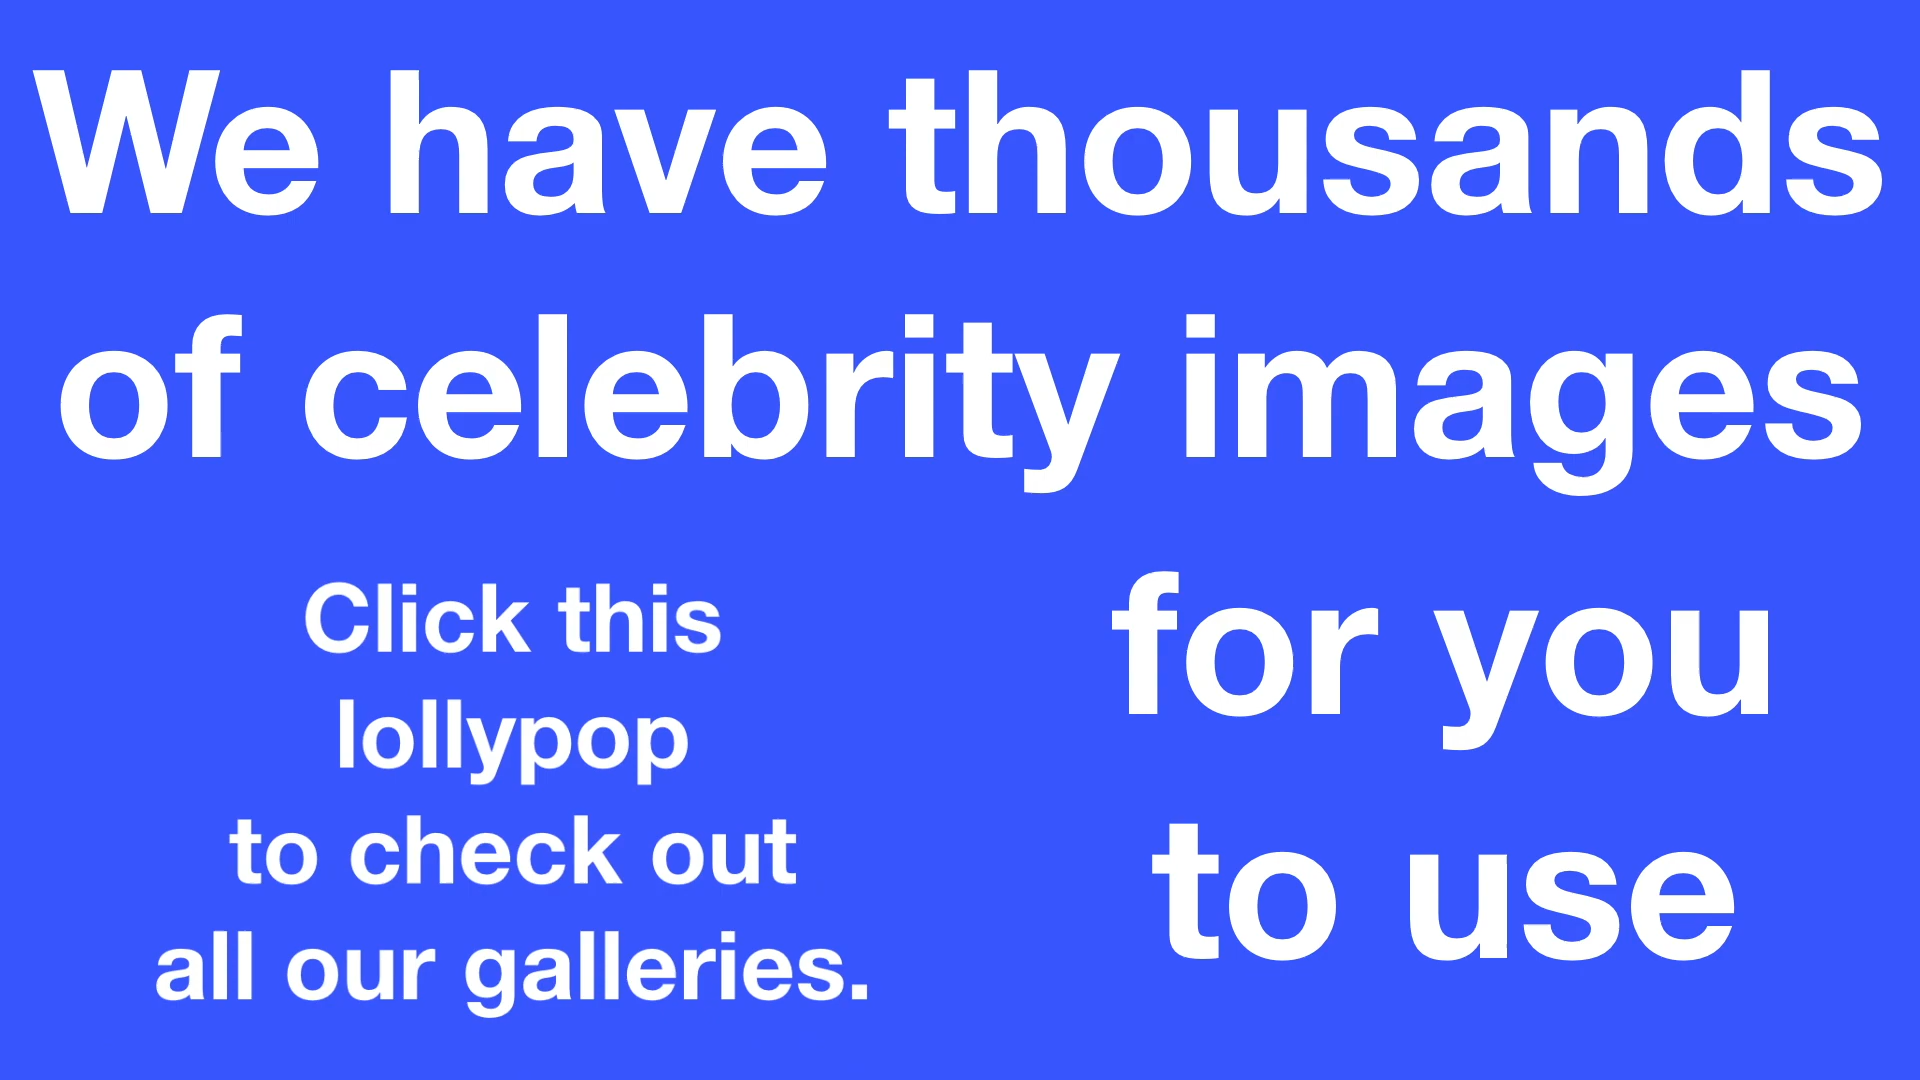 We have thousands
of celebrity images
for you
to use
Click this
lollypop
to check out
all our galleries.